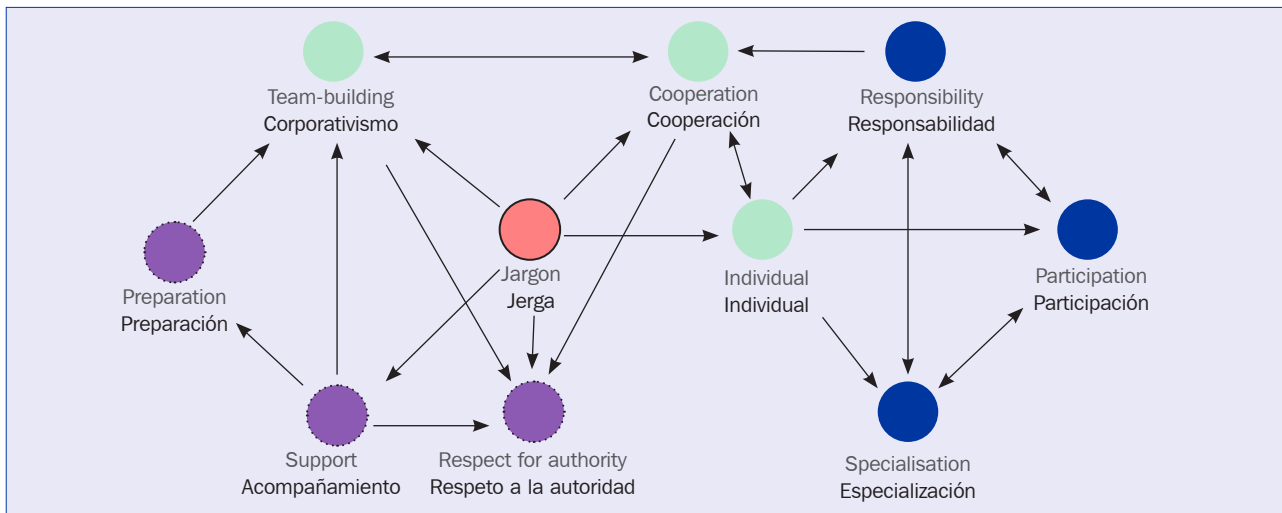 Team-building
Corporativismo
Cooperation
Cooperación
Responsibility
Responsabilidad
Preparation
Preparación
Jargon
Jerga
Individual
Individual
Participation
Participación
Support
Acompañamiento
Respect for authority
Respeto a la autoridad
Specialisation
Especialización